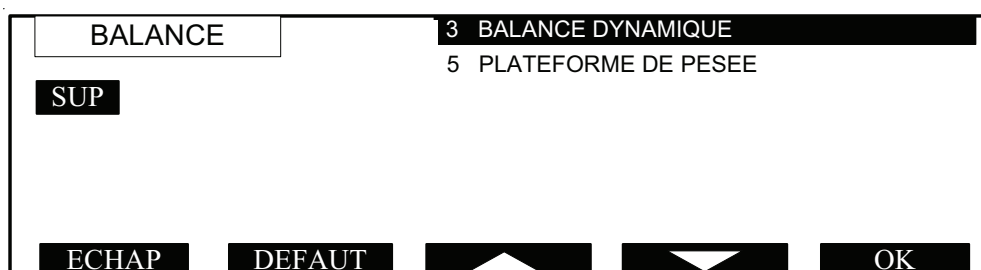 BALANCE
3 BALANCE DYNAMIQUE
5 PLATEFORME DE PESEE
SUP
ECHAP DEFAUT OK